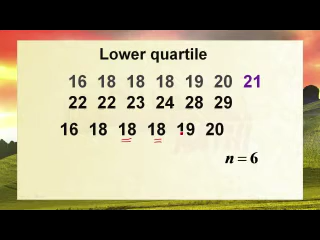 Lower quartile
16 18 18 18 19 20 21
22 22 23 24 28 29
16 18 18 18 19 20
n = 6